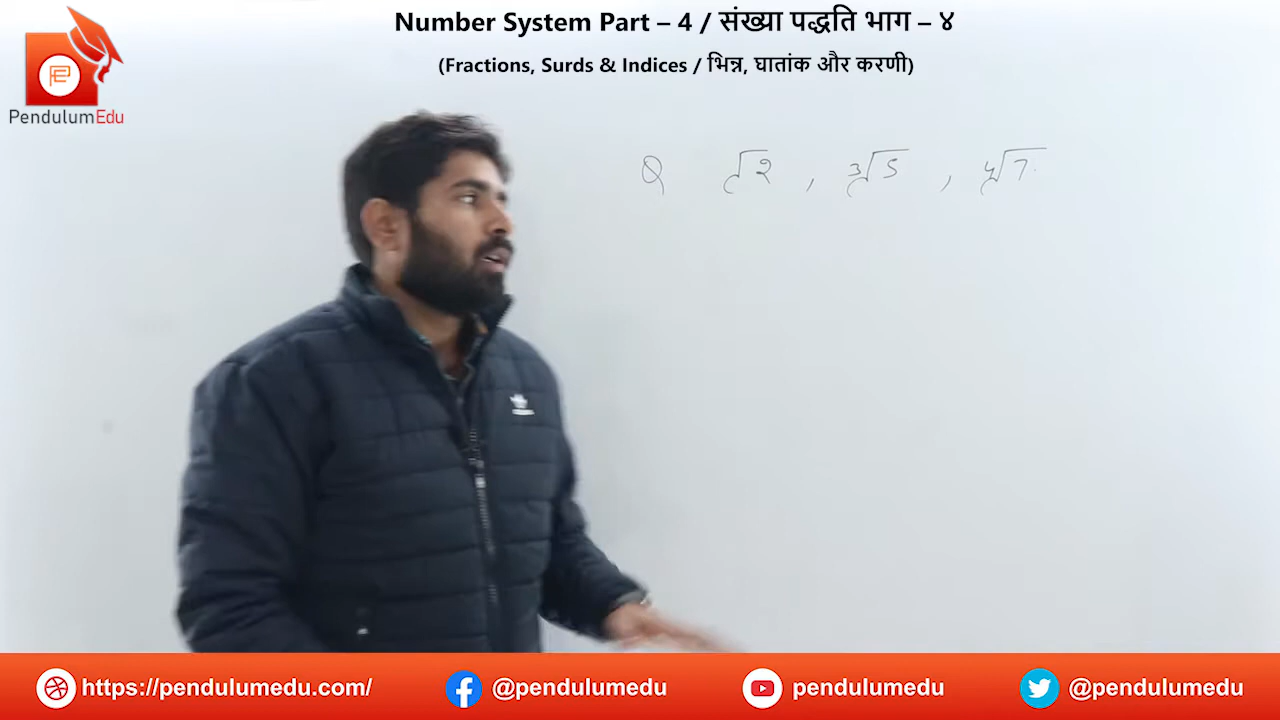 Number System Part – 4 / संख्या पद्धति भाग – ४
(Fractions, Surds & Indices / भिन्न, घातांक और करणी)
PendulumEdu
Q √2 , ³√5 , ⁴√7
https://pendulumedu.com/ @pendulumedu pendulumedu @pendulumedu